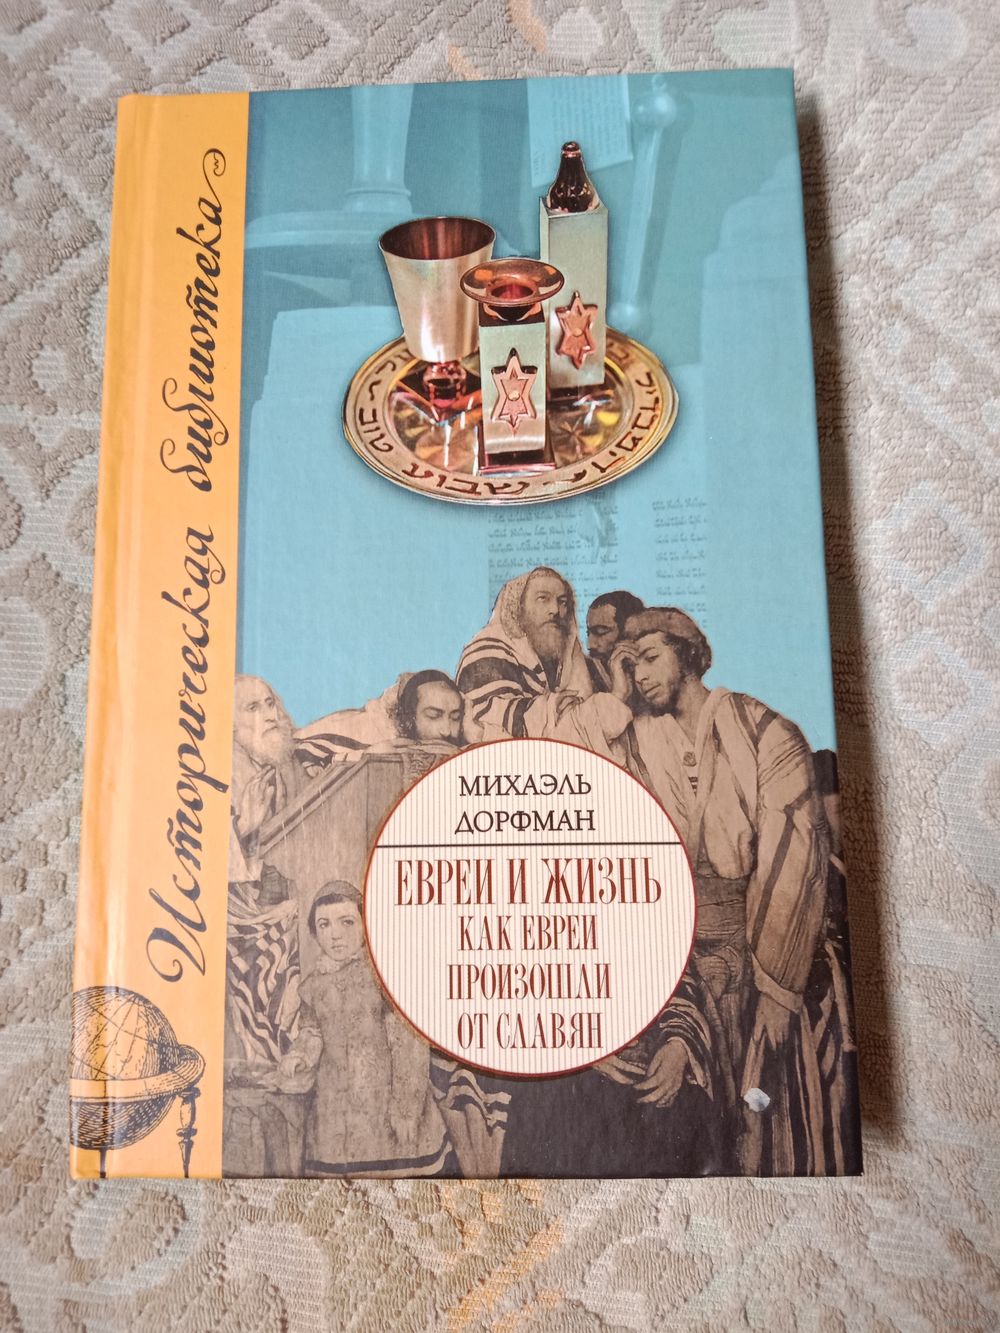 Историческая библиотека
МИХАЭЛЬ
ДОРФМАН
ЕВРЕИ И ЖИЗНЬ
КАК ЕВРЕИ
ПРОИЗОШЛИ
ОТ СЛАВЯН